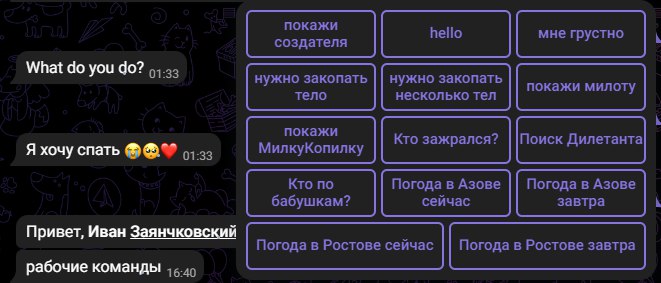 What do you do? 01:33
Я хочу спать 😭🥺❤️ 01:33
Привет, Иван Заянчковский
рабочие команды 16:40
покажи
создателя
hello
мне грустно
нужно закопать
тело
нужно закопать
несколько тел
покажи милоту
покажи
МилкуКопилку
Кто зажрался?
Поиск Дилетанта
Кто по
бабушкам?
Погода в Азове
сейчас
Погода в Азове
завтра
Погода в Ростове сейчас
Погода в Ростове завтра